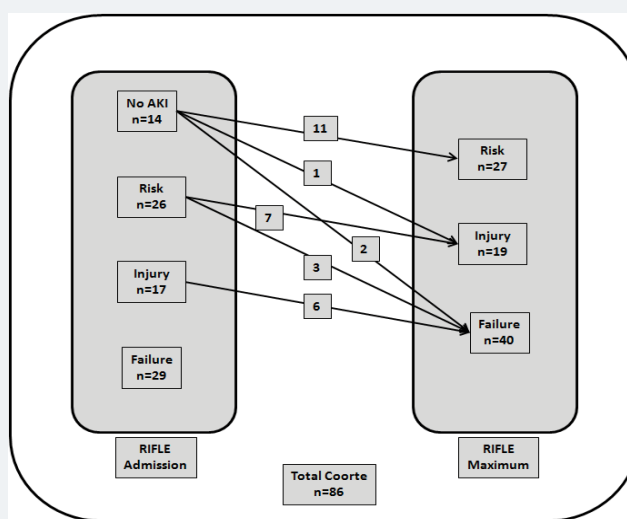 No AKI
n=14
Risk
n=26
Injury
n=17
Failure
n=29
RIFLE
Admission
11
1
7
2
3
6
Risk
n=27
Injury
n=19
Failure
n=40
RIFLE
Maximum
Total Coorte
n=86